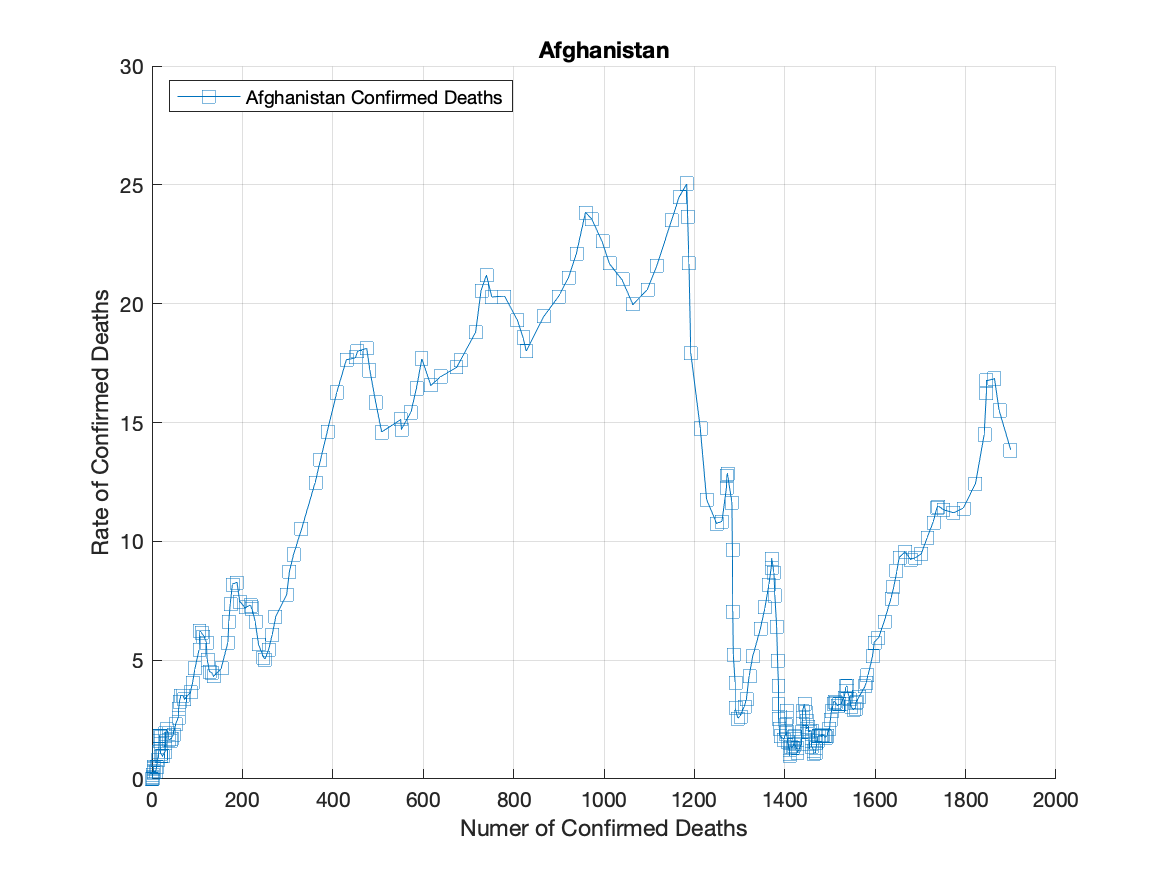 Afghanistan
Afghanistan Confirmed Deaths
30
25
20
15
10
5
0
Rate of Confirmed Deaths
0 200 400 600 800 1000 1200 1400 1600 1800 2000
Numer of Confirmed Deaths